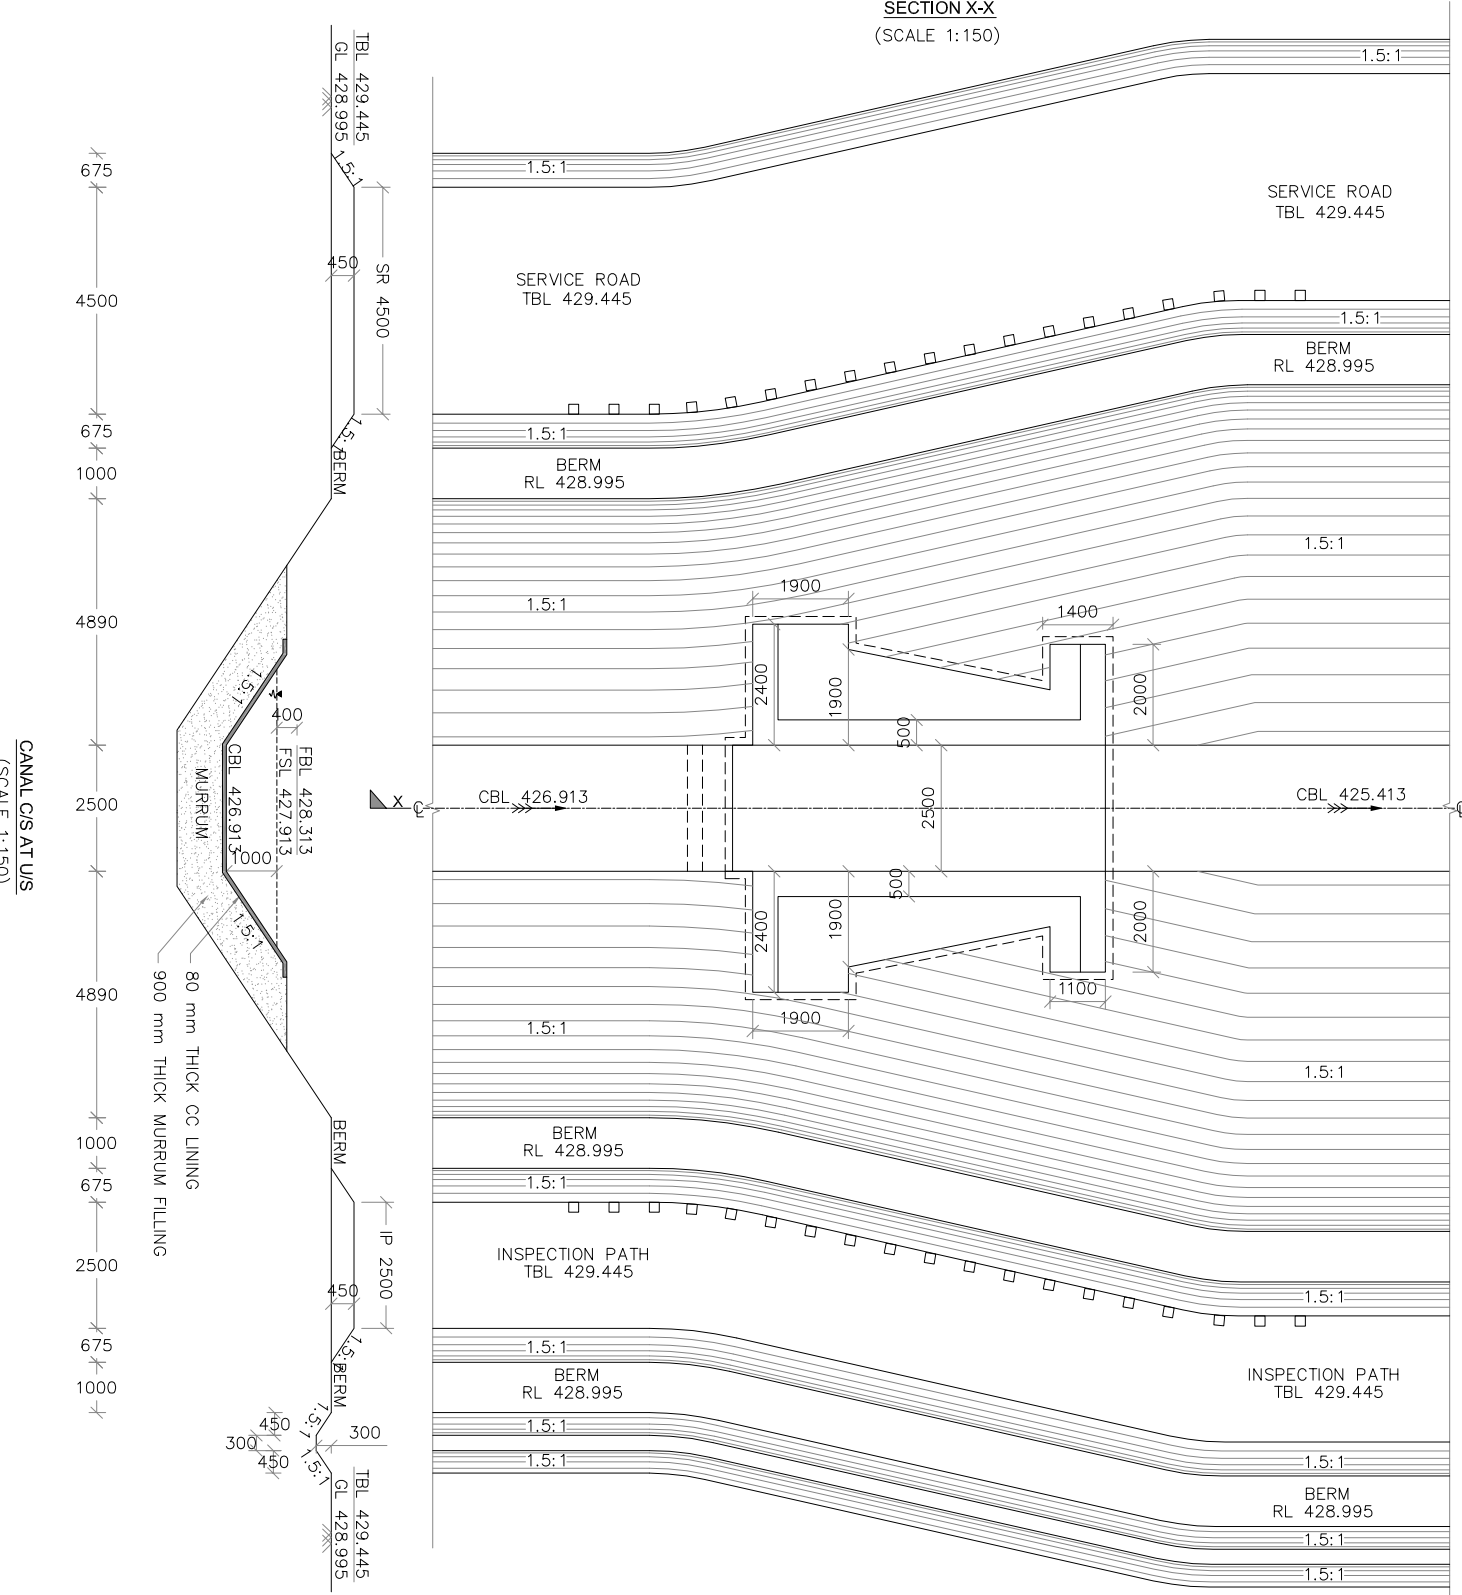 SECTION X-X
(SCALE 1:150)
1.5:1
1.5:1
SERVICE ROAD
TBL 429.445
SERVICE ROAD
TBL 429.445
1.5:1
BERM
RL 428.995
1.5:1
BERM
RL 428.995
1.5:1
1.5:1
1900
1400
2400
1900
500
2000
X
CBL 426.913
2500
CBL 425.413
2400
1900
500
2000
1100
1900
1.5:1
1.5:1
BERM
RL 428.995
1.5:1
INSPECTION PATH
TBL 429.445
1.5:1
1.5:1
BERM
RL 428.995
INSPECTION PATH
TBL 429.445
1.5:1
1.5:1
1.5:1
BERM
RL 428.995
1.5:1
1.5:1
TBL 429.445
GL 428.995
1.5:1
450
SR 4500
1.5:1
BERM
1.5:1
400
FBL 428.313
FSL 427.913
CBL 426.913
MURRUM
1000
1.5:1
80 mm THICK CC LINING
900 mm THICK MURRUM FILLING
BERM
IP 2500
450
1.5:1
BERM
1.5:1
450
300
300
450
1.5:1
TBL 429.445
GL 428.995
675
4500
675
1000
4890
2500
4890
1000
675
2500
675
1000
CANAL C/S AT U/S
(SCALE 1:150)